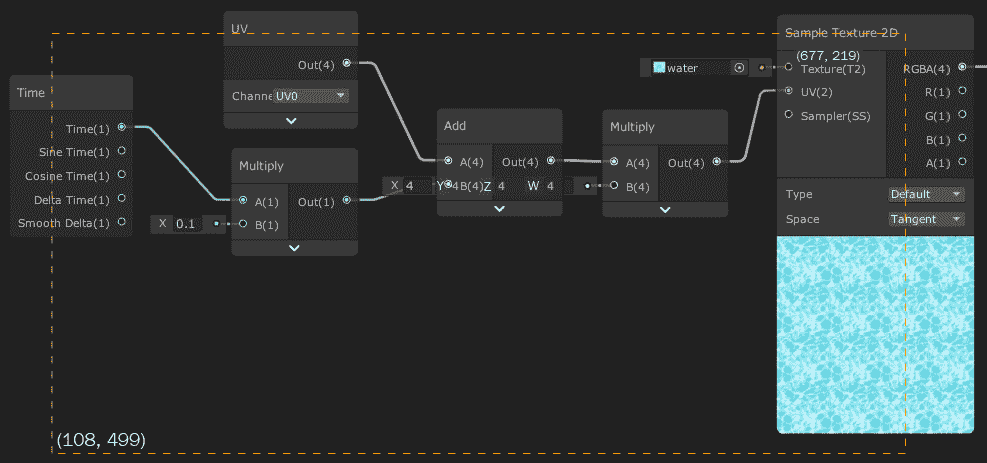 UV
Out(4)
Channe UV0
Time
Time(1)
Sine Time(1)
Cosine Time(1)
Delta Time(1)
Smooth Delta(1)
X 0.1
Multiply
A(1) Out(1)
B(1)
Add
A(4) Out(4)
B(4)
X 4 Y 4 Z 4 W 4
Multiply
A(4) Out(4)
B(4)
water
Sample Texture 2D
(677, 219)
Texture(T2) RGBA(4)
UV(2) R(1)
Sampler(SS) G(1)
B(1)
A(1)
Type Default
Space Tangent
(108, 499)